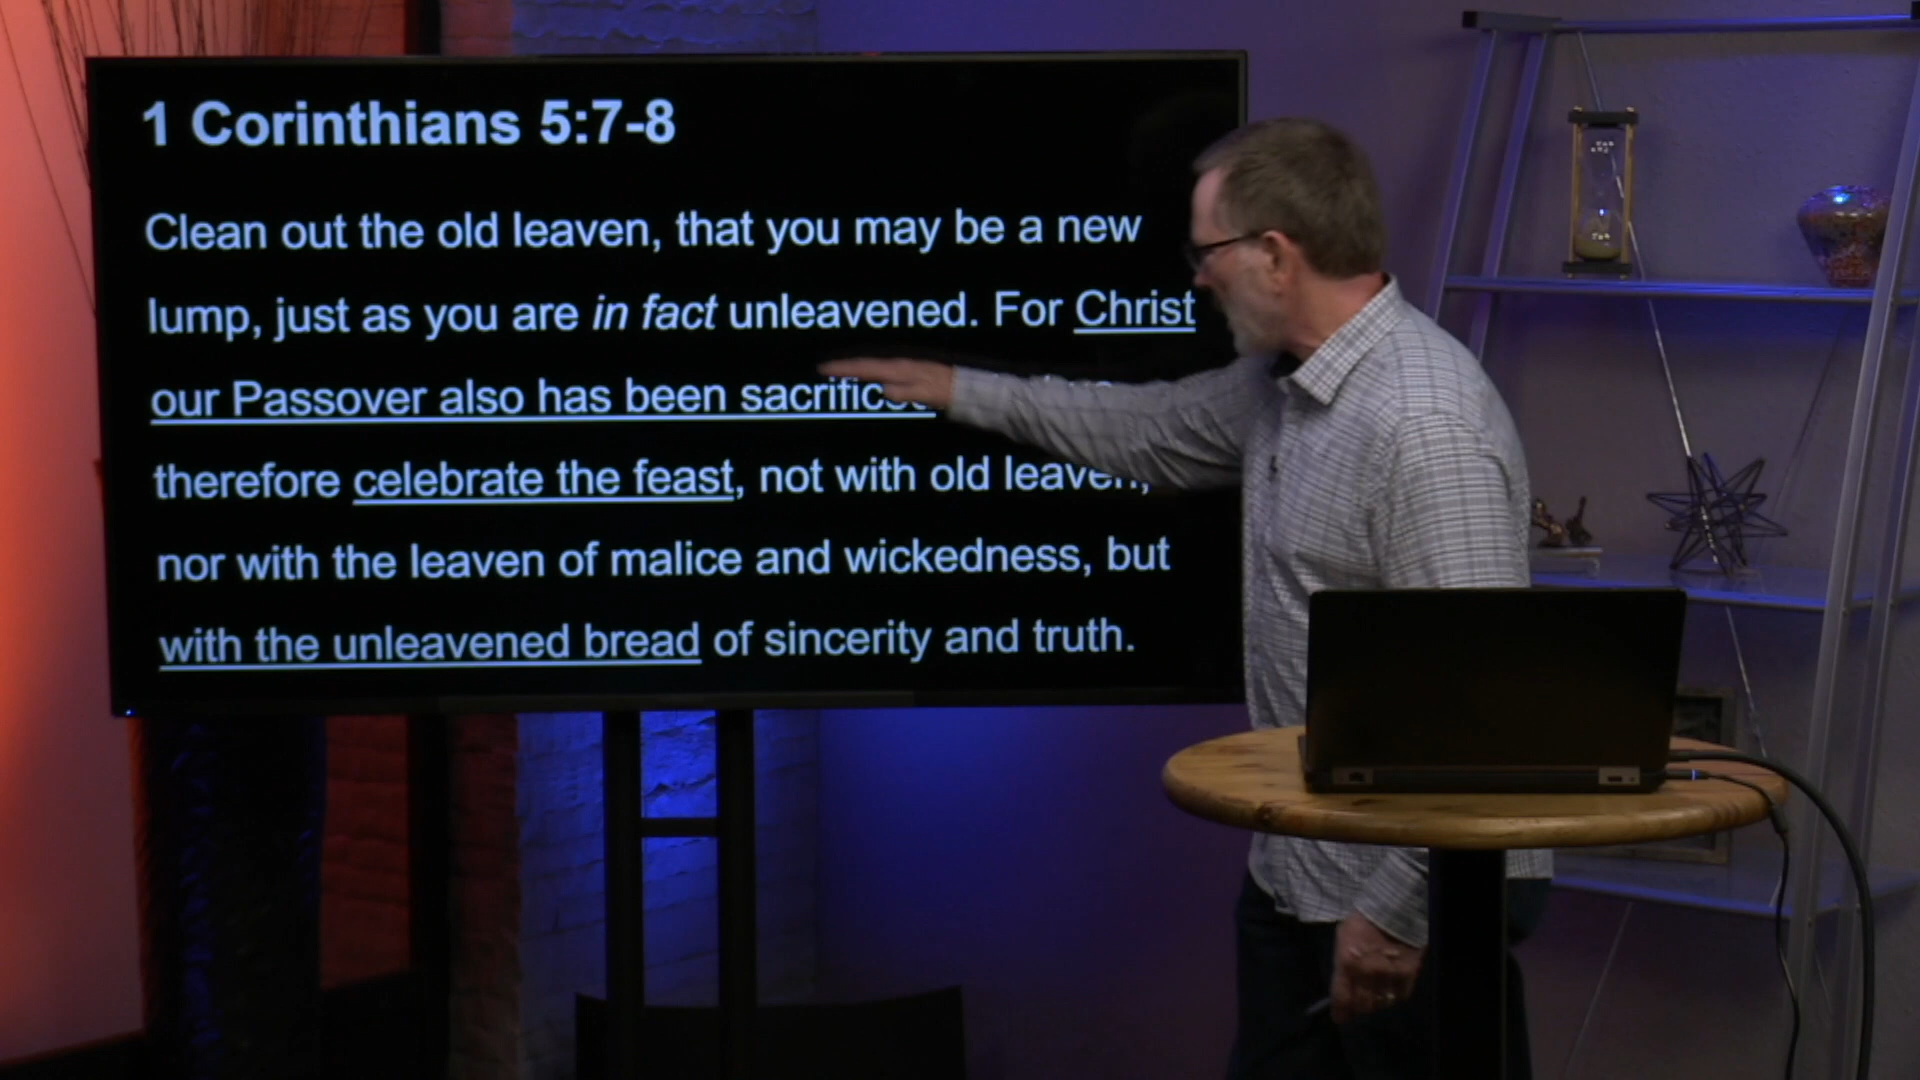 1 Corinthians 5:7-8
Clean out the old leaven, that you may be a new
lump, just as you are in fact unleavened. For Christ
our Passover also has been
therefore celebrate the feast, not with old leaven,
nor with the leaven of malice and wickedness, but
with the unleavened bread of sincerity and truth.